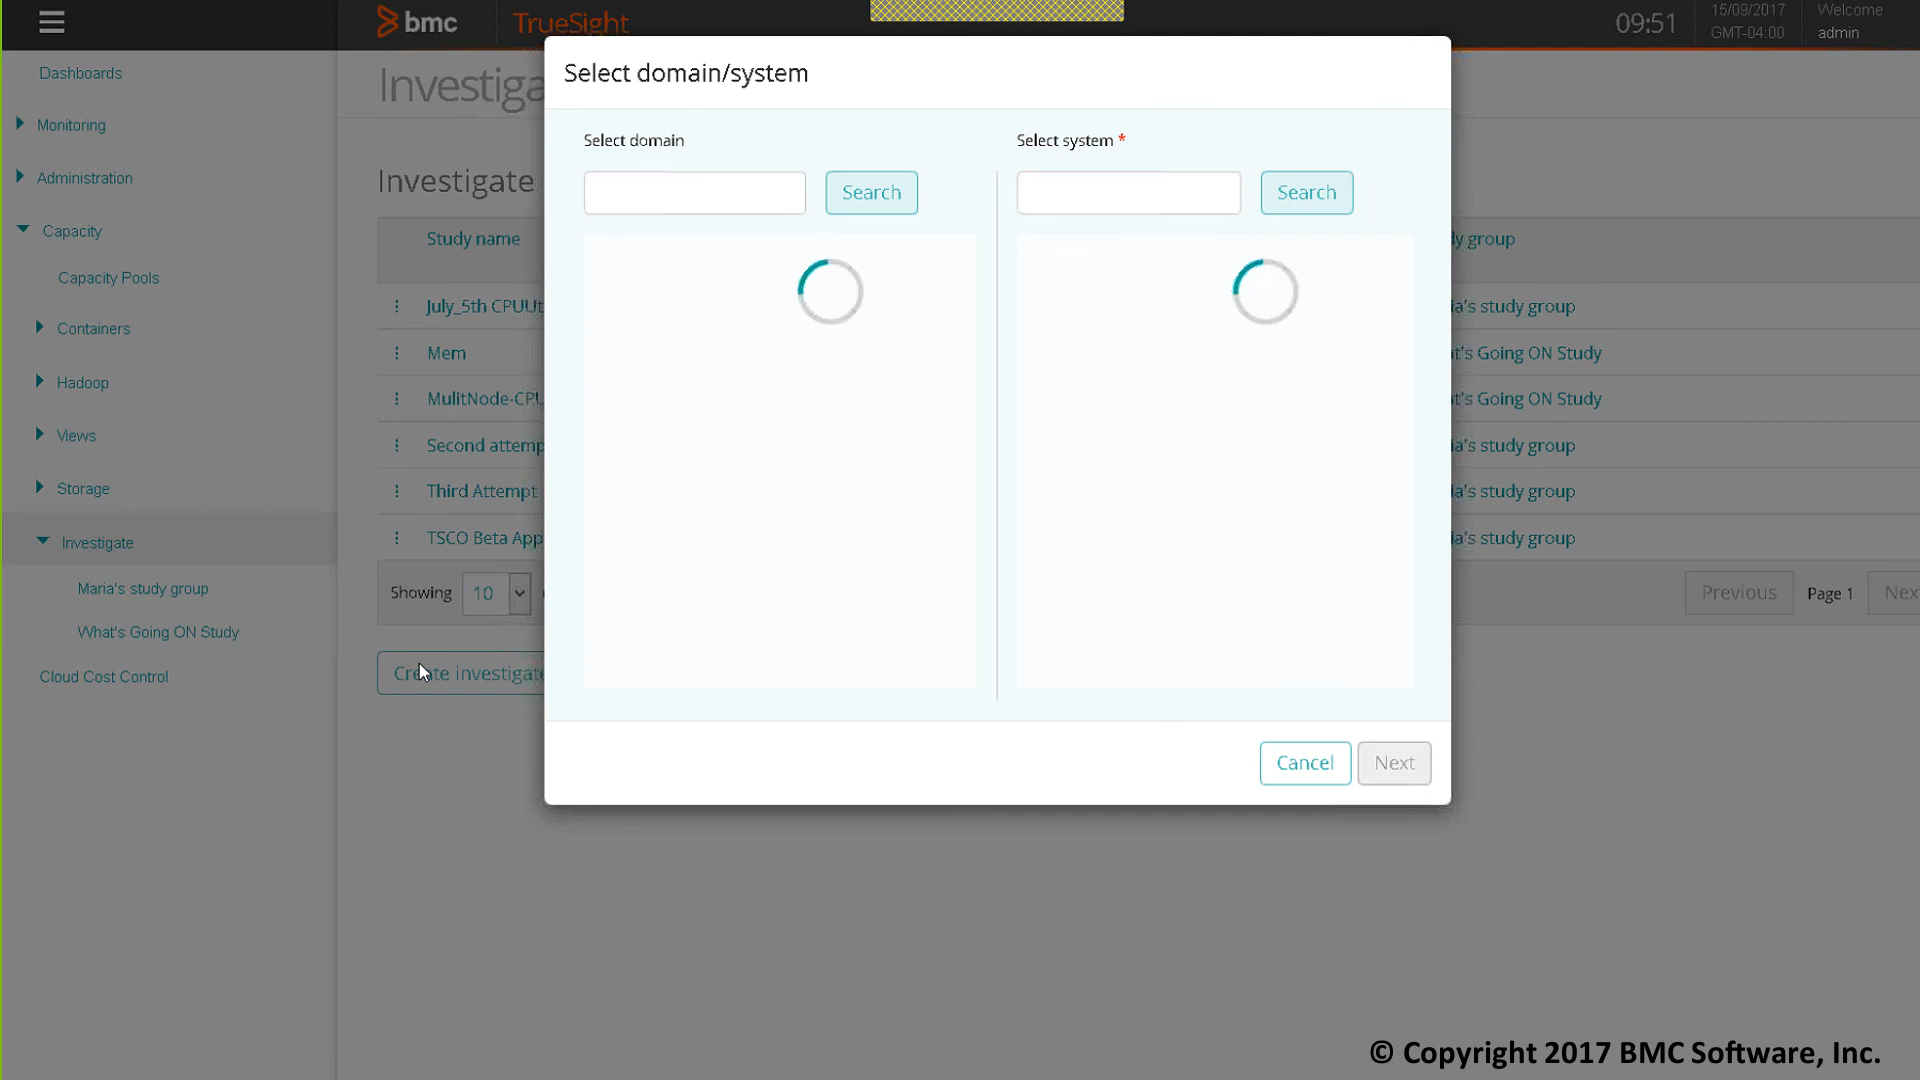 bmc
TrueSight
09:51
15/09/2017
GMT-04:00
Welcome
admin
Dashboards
Monitoring
Administration
Capacity
Capacity Pools
Containers
Hadoop
Views
Storage
Investigate
Maria's study group
What's Going ON Study
Cloud Cost Control
Investiga
Investigate
Study name
July_5th CPUUt
Mem
MulitNode-CPU
Second attemp
Third Attempt
TSCO Beta App
Showing 10
Create investigate
Select domain/system
Select domain
Search
Select system *
Search
Cancel
Next
y group
ia's study group
t's Going ON Study
t's Going ON Study
ia's study group
ia's study group
ia's study group
Previous
Page 1
Nex
© Copyright 2017 BMC Software, Inc.